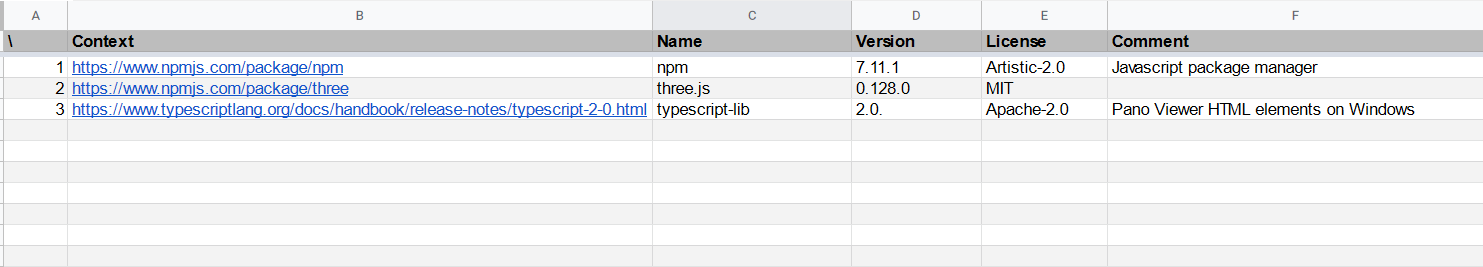 A B C D E F
\ Context Name Version License Comment
1 https://www.npmjs.com/package/npm npm 7.11.1 Artistic-2.0 Javascript package manager
2 https://www.npmjs.com/package/three three.js 0.128.0 MIT
3 https://www.typescriptlang.org/docs/handbook/release-notes/typescript-2-0.html typescript-lib 2.0. Apache-2.0 Pano Viewer HTML elements on Windows